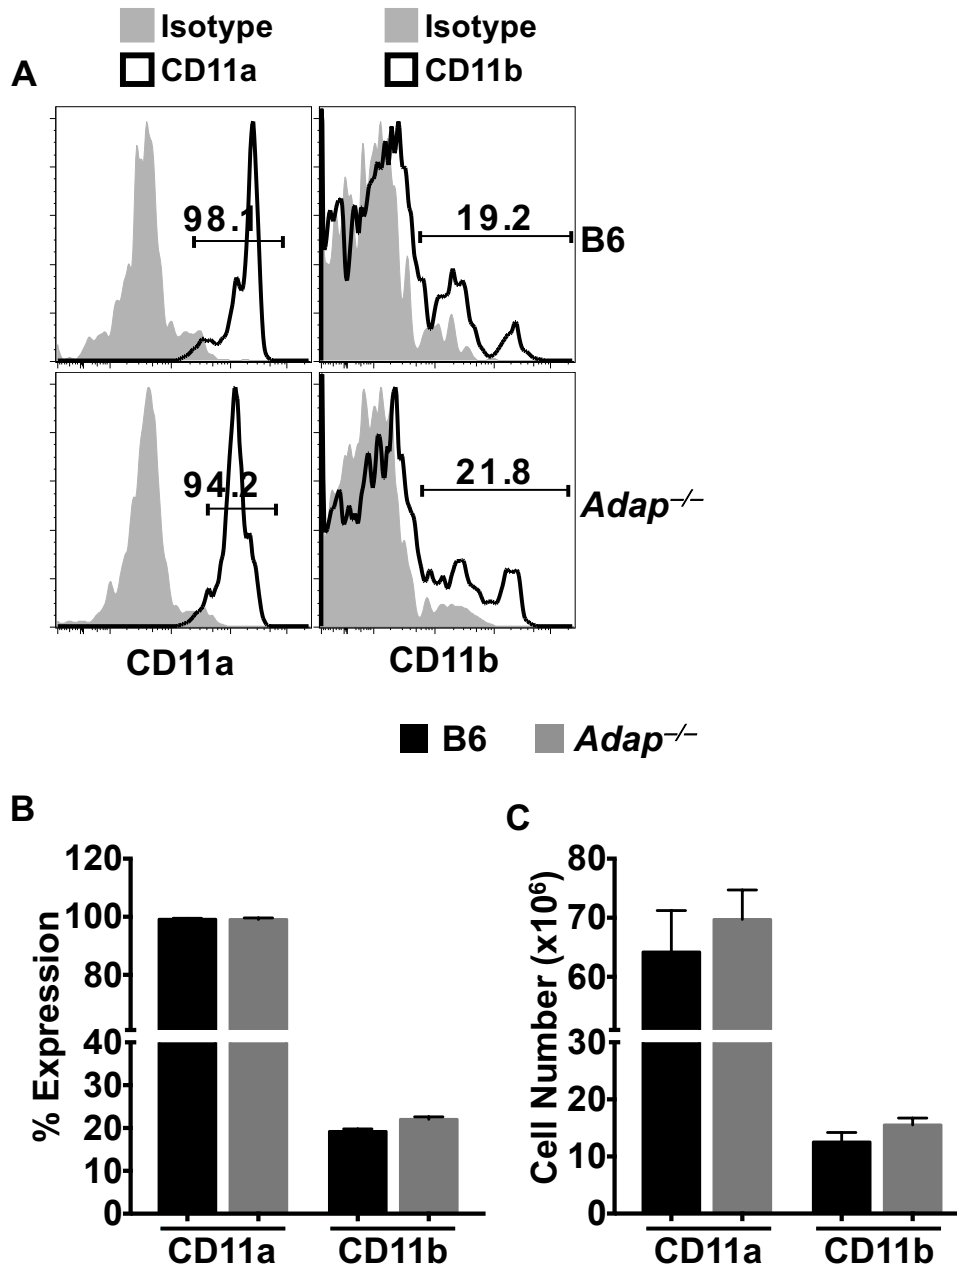 Isotype Isotype
CD11a CD11b
A
98.1 19.2 B6
94.2 21.8 Adap–/–
CD11a CD11b
B6 Adap–/–
B
% Expression
120
100
80
40
30
20
10
0
CD11a CD11b
C
Cell Number (x10⁶)
80
70
60
30
20
10
0
CD11a CD11b